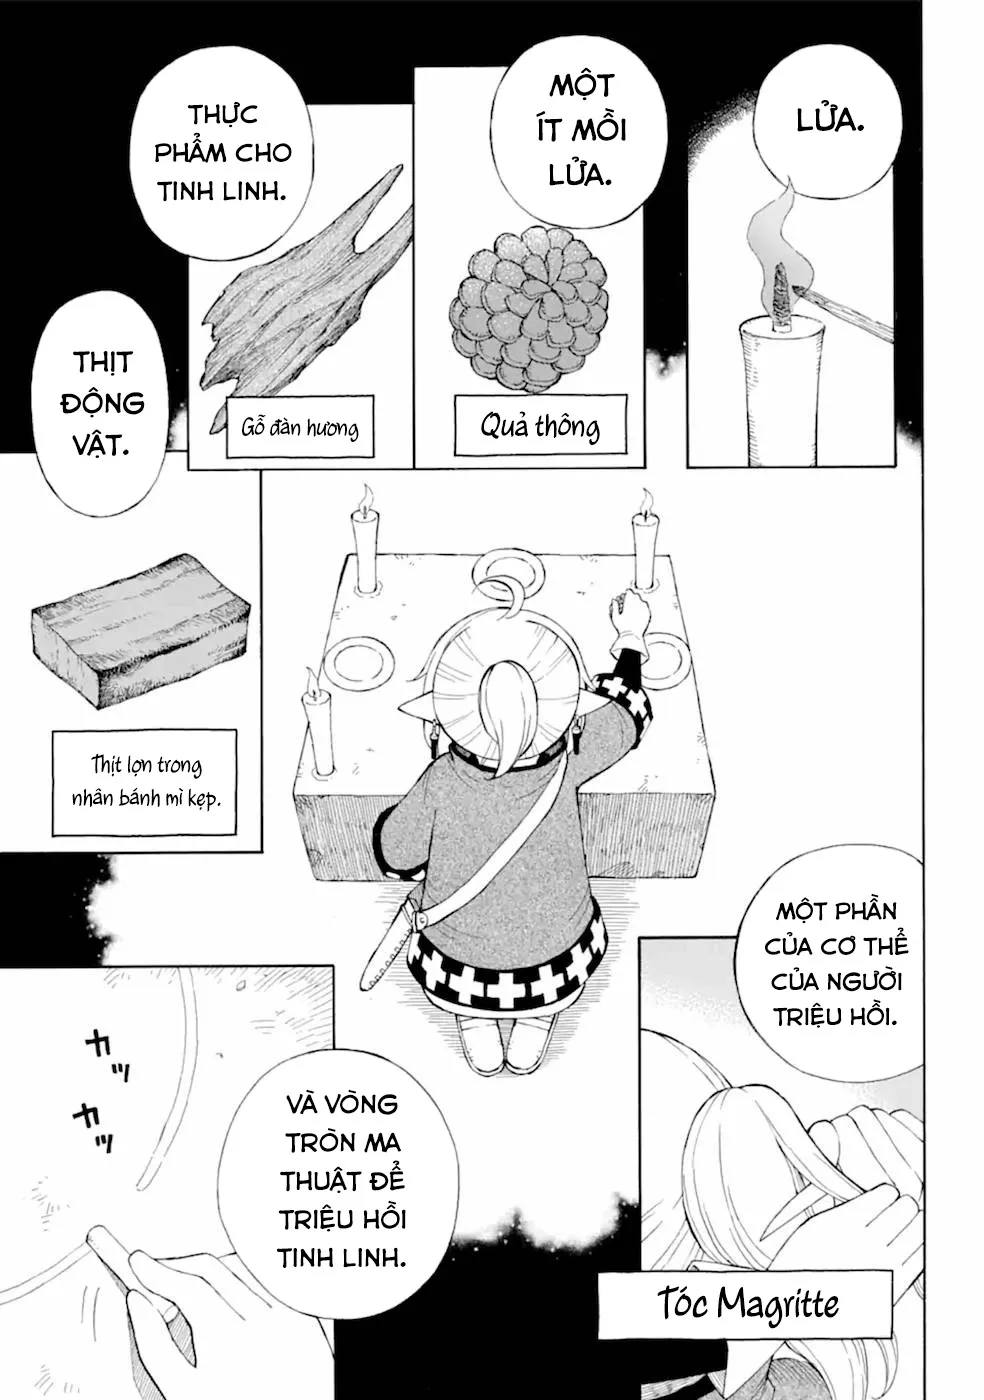 LỬA.
MỘT
ÍT MỒI
LỬA.
Quả thông
THỰC
PHẨM CHO
TINH LINH.
Gỗ đàn hương
THỊT
ĐỘNG
VẬT.
Thịt lợn trong
nhân bánh mì kẹp.
MỘT PHẦN
CỦA CƠ THỂ
CỦA NGƯỜI
TRIỆU HỒI.
Tóc Magritte
VÀ VÒNG
TRÒN MA
THUẬT ĐỂ
TRIỆU HỒI
TINH LINH.
カッ
カッ